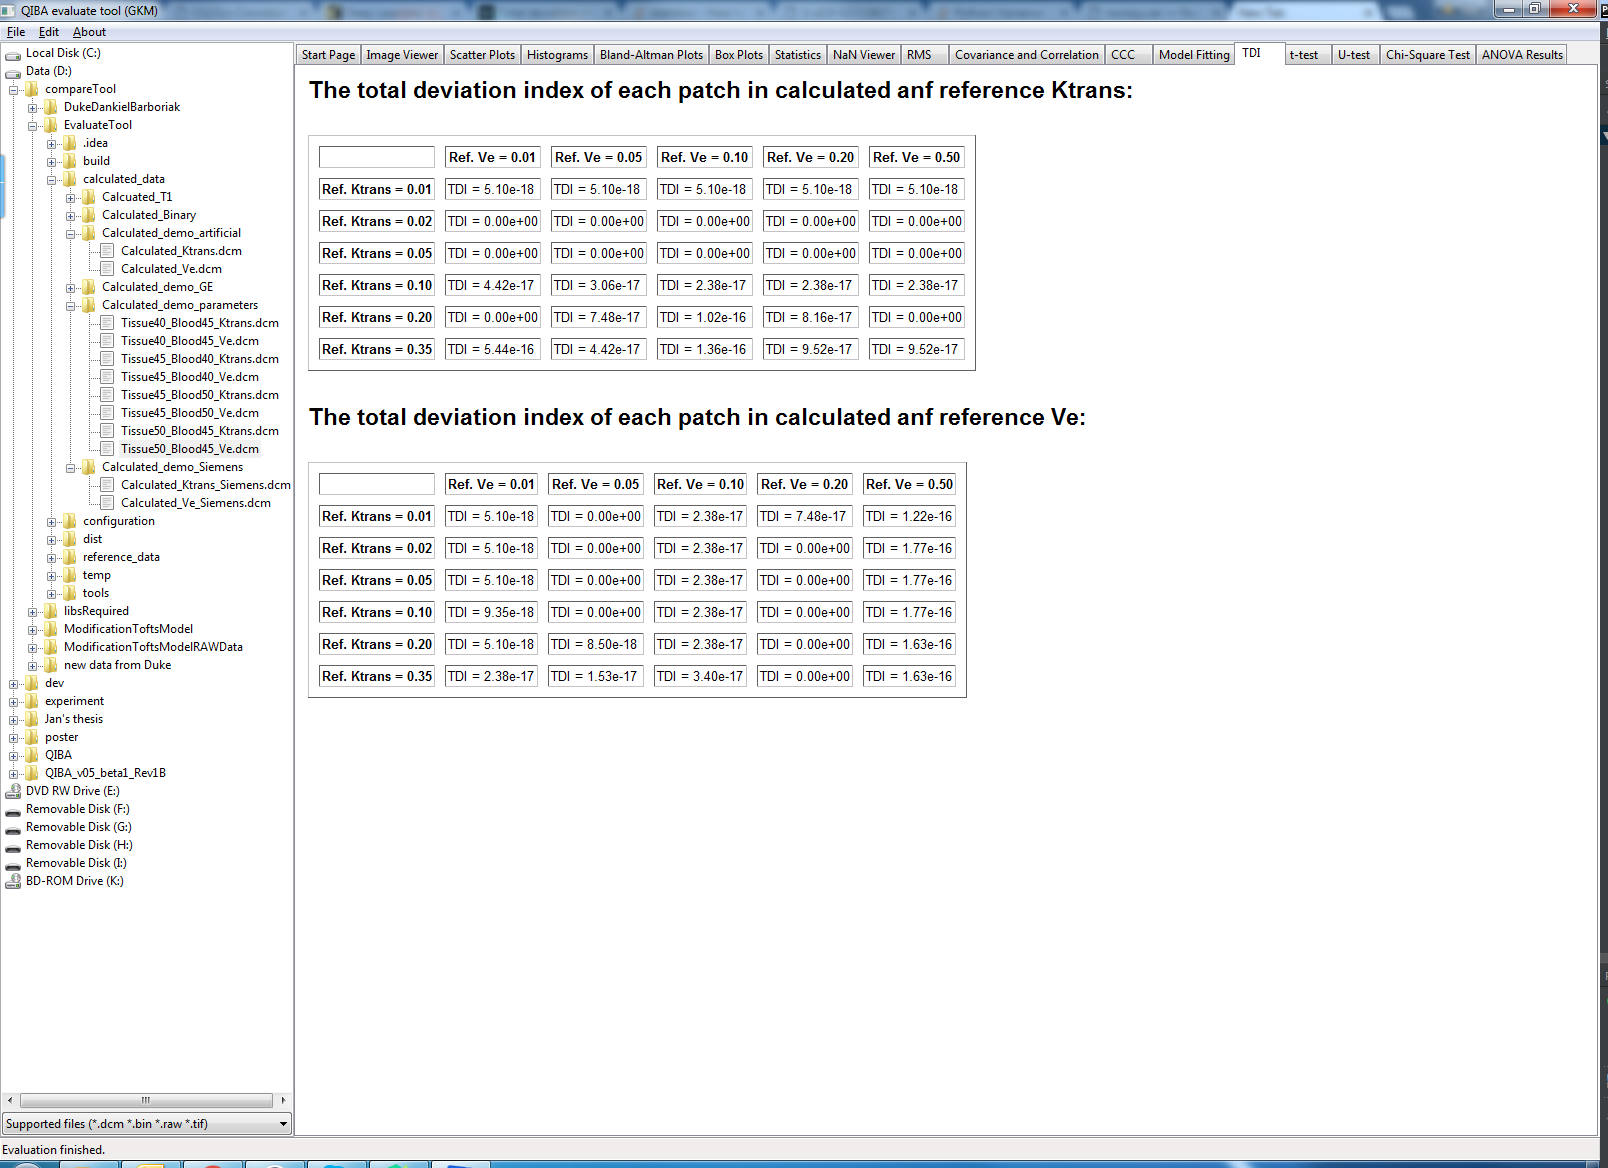 QIBA evaluate tool (GKM)
File Edit About
Local Disk (C:)
Data (D:)
compareTool
DukeDankielBarboriak
EvaluateTool
.idea
build
calculated_data
Calcuated_T1
Calculated_Binary
Calculated_demo_artificial
Calculated_Ktrans.dcm
Calculated_Ve.dcm
Calculated_demo_GE
Calculated_demo_parameters
Tissue40_Blood45_Ktrans.dcm
Tissue40_Blood45_Ve.dcm
Tissue45_Blood40_Ktrans.dcm
Tissue45_Blood40_Ve.dcm
Tissue45_Blood50_Ktrans.dcm
Tissue45_Blood50_Ve.dcm
Tissue50_Blood45_Ktrans.dcm
Tissue50_Blood45_Ve.dcm
Calculated_demo_Siemens
Calculated_Ktrans_Siemens.dcm
Calculated_Ve_Siemens.dcm
configuration
dist
reference_data
temp
tools
libsRequired
ModificationToftsModel
ModificationToftsModelRAWData
new data from Duke
dev
experiment
Jan's thesis
poster
QIBA
QIBA_v05_beta1_Rev1B
DVD RW Drive (E:)
Removable Disk (F:)
Removable Disk (G:)
Removable Disk (H:)
Removable Disk (I:)
BD-ROM Drive (K:)
Supported files (*.dcm *.bin *.raw *.tif)
Evaluation finished.
Start Page Image Viewer Scatter Plots Histograms Bland-Altman Plots Box Plots Statistics NaN Viewer RMS Covariance and Correlation CCC Model Fitting TDI t-test U-test Chi-Square Test ANOVA Results
The total deviation index of each patch in calculated anf reference Ktrans:
Ref. Ve = 0.01 Ref. Ve = 0.05 Ref. Ve = 0.10 Ref. Ve = 0.20 Ref. Ve = 0.50
Ref. Ktrans = 0.01 TDI = 5.10e-18 TDI = 5.10e-18 TDI = 5.10e-18 TDI = 5.10e-18 TDI = 5.10e-18
Ref. Ktrans = 0.02 TDI = 0.00e+00 TDI = 0.00e+00 TDI = 0.00e+00 TDI = 0.00e+00 TDI = 0.00e+00
Ref. Ktrans = 0.05 TDI = 0.00e+00 TDI = 0.00e+00 TDI = 0.00e+00 TDI = 0.00e+00 TDI = 0.00e+00
Ref. Ktrans = 0.10 TDI = 4.42e-17 TDI = 3.06e-17 TDI = 2.38e-17 TDI = 2.38e-17 TDI = 2.38e-17
Ref. Ktrans = 0.20 TDI = 0.00e+00 TDI = 7.48e-17 TDI = 1.02e-16 TDI = 8.16e-17 TDI = 0.00e+00
Ref. Ktrans = 0.35 TDI = 5.44e-16 TDI = 4.42e-17 TDI = 1.36e-16 TDI = 9.52e-17 TDI = 9.52e-17
The total deviation index of each patch in calculated anf reference Ve:
Ref. Ve = 0.01 Ref. Ve = 0.05 Ref. Ve = 0.10 Ref. Ve = 0.20 Ref. Ve = 0.50
Ref. Ktrans = 0.01 TDI = 5.10e-18 TDI = 0.00e+00 TDI = 2.38e-17 TDI = 7.48e-17 TDI = 1.22e-16
Ref. Ktrans = 0.02 TDI = 5.10e-18 TDI = 0.00e+00 TDI = 2.38e-17 TDI = 0.00e+00 TDI = 1.77e-16
Ref. Ktrans = 0.05 TDI = 5.10e-18 TDI = 0.00e+00 TDI = 2.38e-17 TDI = 0.00e+00 TDI = 1.77e-16
Ref. Ktrans = 0.10 TDI = 9.35e-18 TDI = 0.00e+00 TDI = 2.38e-17 TDI = 0.00e+00 TDI = 1.77e-16
Ref. Ktrans = 0.20 TDI = 5.10e-18 TDI = 8.50e-18 TDI = 2.38e-17 TDI = 0.00e+00 TDI = 1.63e-16
Ref. Ktrans = 0.35 TDI = 2.38e-17 TDI = 1.53e-17 TDI = 3.40e-17 TDI = 0.00e+00 TDI = 1.63e-16